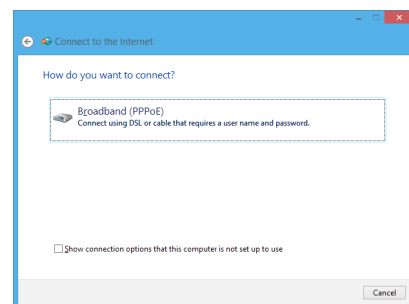 Connect to the Internet
How do you want to connect?
Broadband (PPPoE)
Connect using DSL or cable that requires a user name and password.
Show connection options that this computer is not set up to use
Cancel